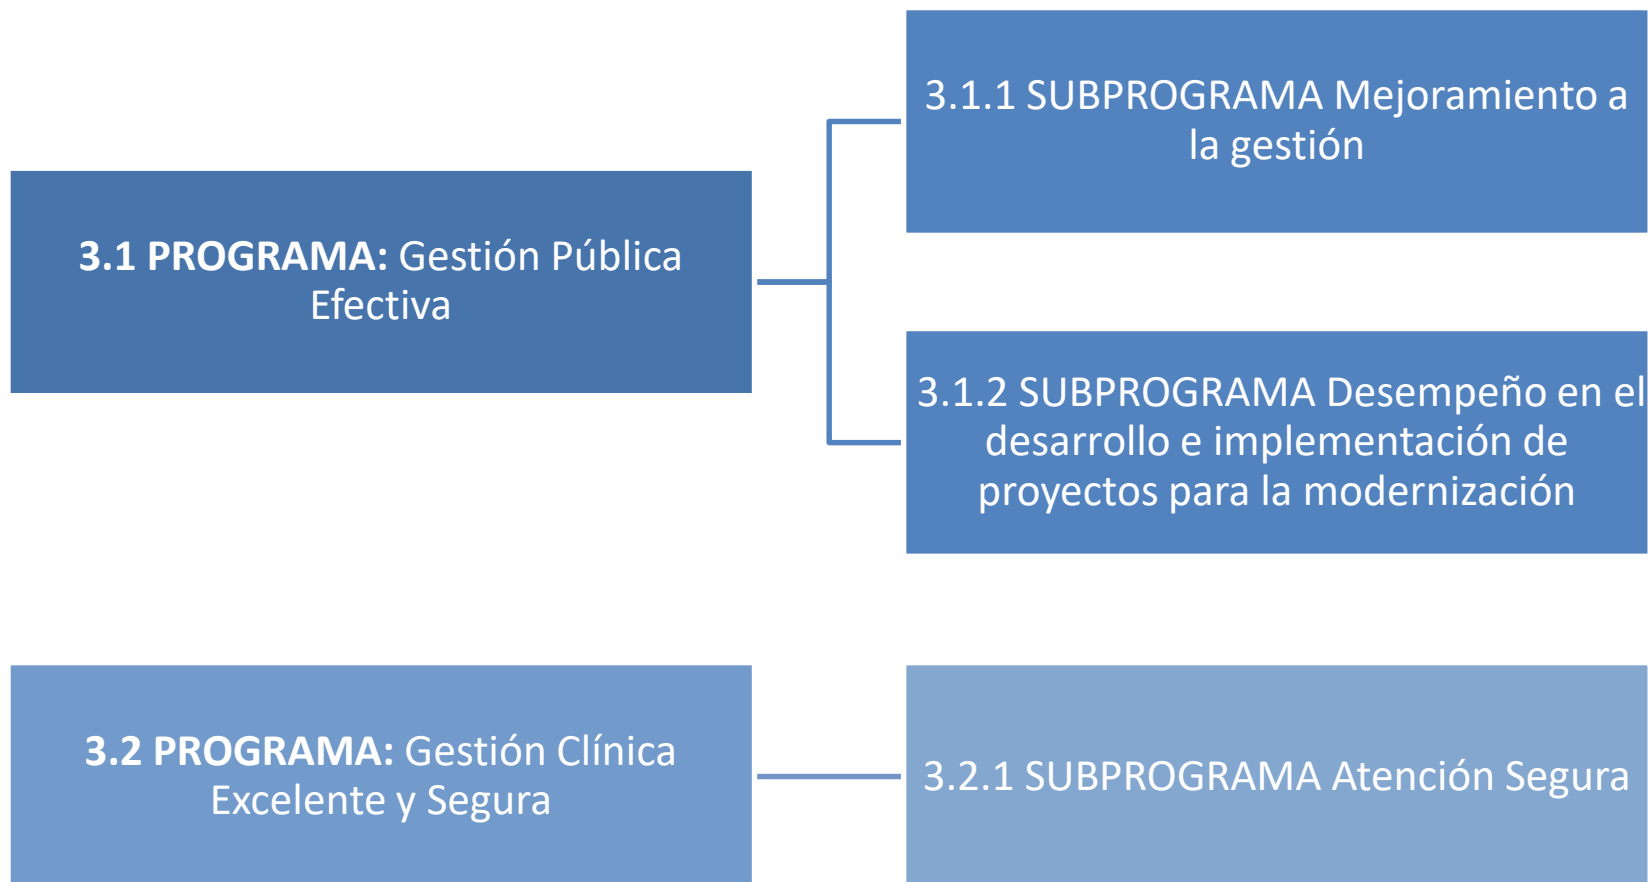 3.1 PROGRAMA: Gestión Pública
Efectiva
3.1.1 SUBPROGRAMA Mejoramiento a
la gestión
3.1.2 SUBPROGRAMA Desempeño en el
desarrollo e implementación de
proyectos para la modernización
3.2 PROGRAMA: Gestión Clínica
Excelente y Segura
3.2.1 SUBPROGRAMA Atención Segura